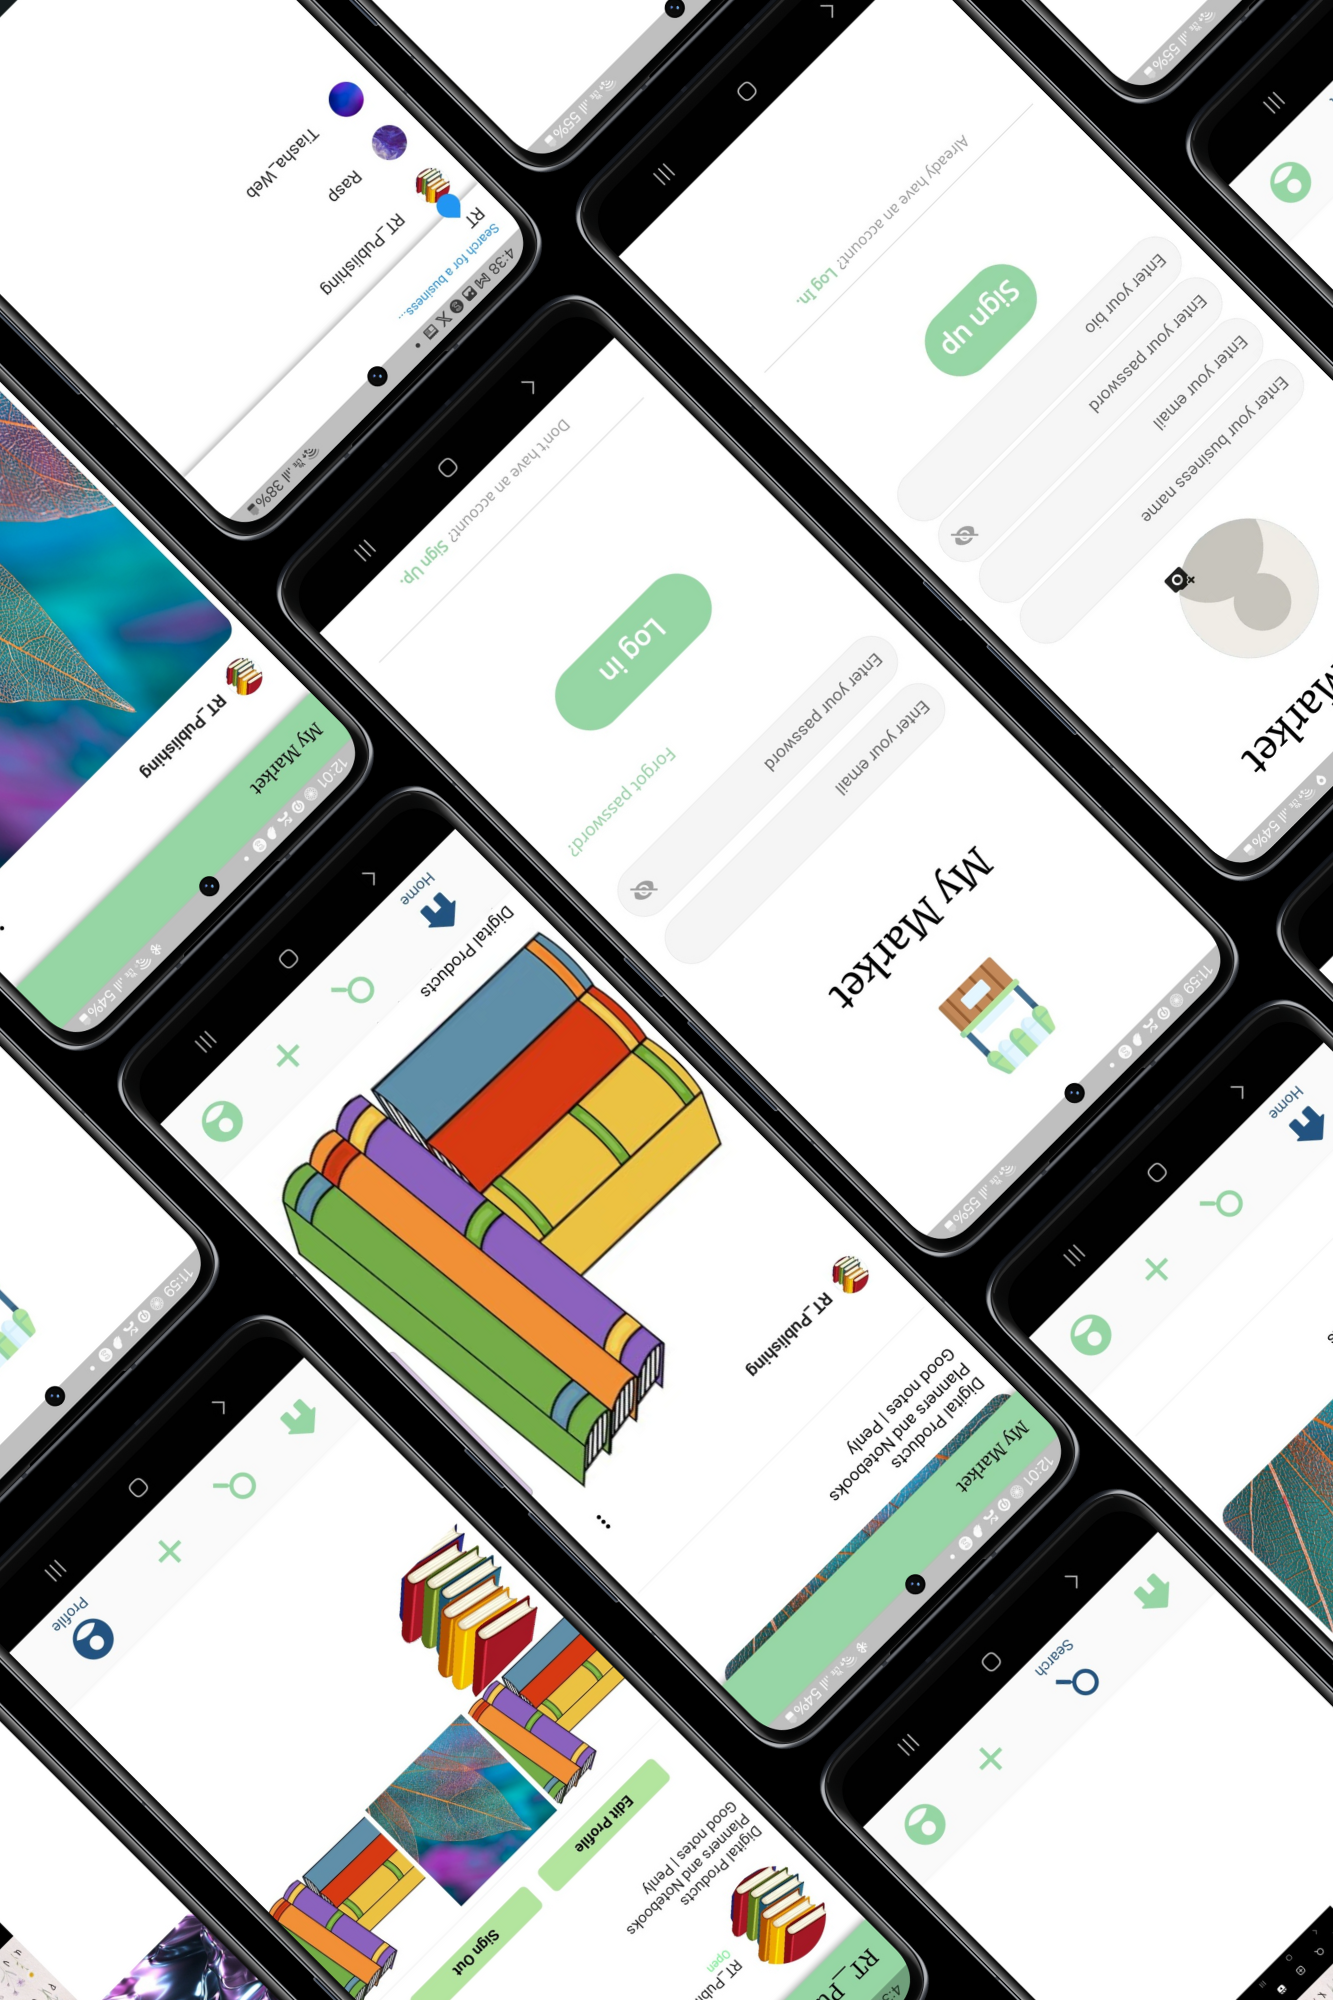 55%
55%
4:38
38%
Search for a business...
RT
RT_Publishing
Rasp
Tiasha_Web
54%
Market
Enter your business name
Enter your email
Enter your password
Enter your bio
Sign up
Already have an account? Log In.
11:59
55%
My Market
Enter your email
Enter your password
Forgot password?
Log in
Don't have an account? Sign Up.
12:01
54%
My Market
RT_Publishing
12:01
54%
My Market
Digital Products
Planners and Notebooks
Good notes | Penly
RT_Publishing
Digital Products
Home
11:59
Home
Search
RT_Pu
RT_Publis
Open
Digital Products
Planners and Notebooks
Good notes | Penly
Edit Profile
Sign Out
Profile